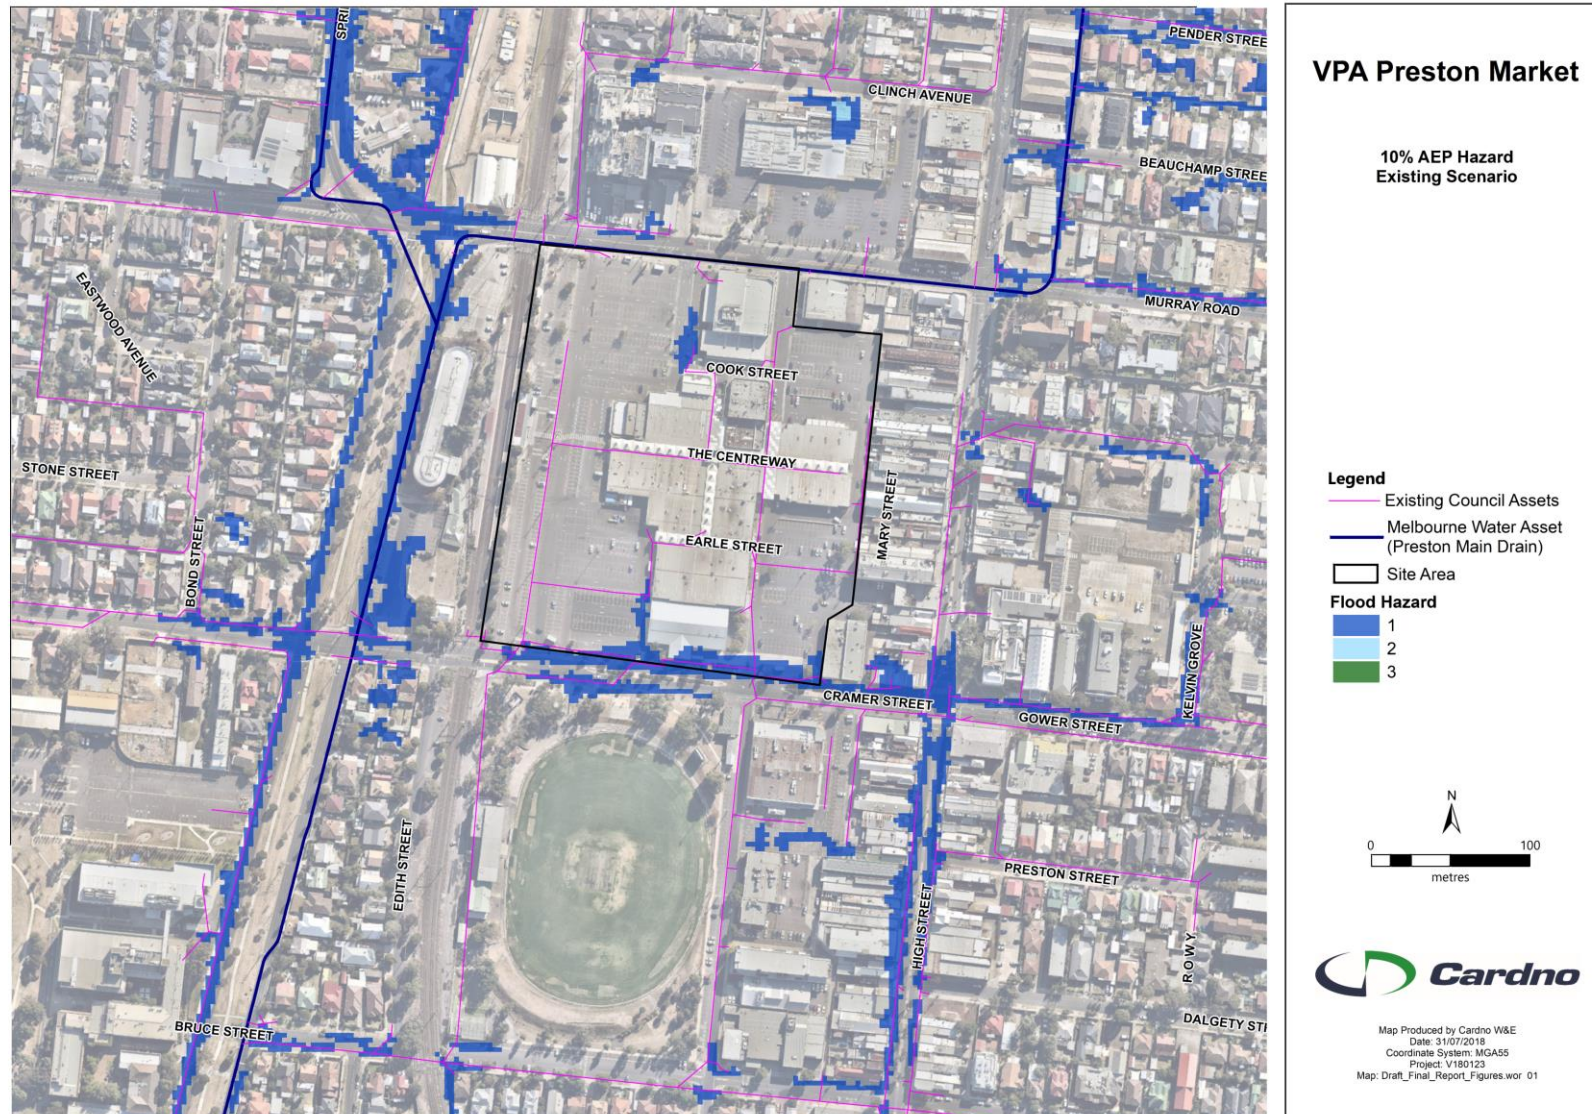 SPRI
PENDER STREE
CLINCH AVENUE
BEAUCHAMP STREE
MURRAY ROAD
EASTWOOD AVENUE
COOK STREET
STONE STREET
THE CENTREWAY
MARY STREET
BOND STREET
EARLE STREET
KELVIN GROVE
CRAMER STREET
GOWER STREET
EDITH STREET
PRESTON STREET
HIGH STREET
ROWY
BRUCE STREET
DALGETY STR
VPA Preston Market
10% AEP Hazard
Existing Scenario
Legend
Existing Council Assets
Melbourne Water Asset
(Preston Main Drain)
Site Area
Flood Hazard
1
2
3
N
0 100
metres
Cardno
Map Produced by Cardno W&E
Date: 31/07/2018
Coordinate System: MGA55
Project: V180123
Map: Draft_Final_Report_Figures.wor 01